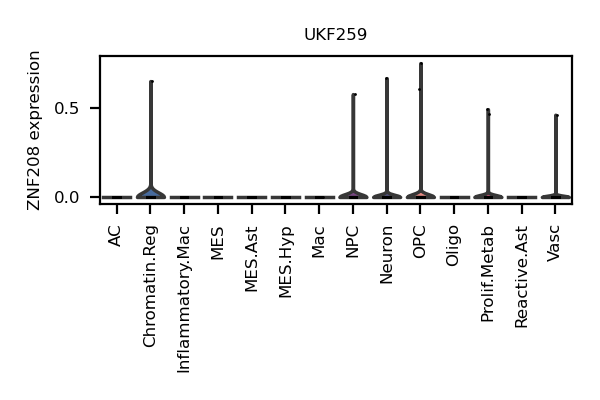 UKF259
ZNF208 expression
0.5
0.0
AC
Chromatin.Reg
Inflammatory.Mac
MES
MES.Ast
MES.Hyp
Mac
NPC
Neuron
OPC
Oligo
Prolif.Metab
Reactive.Ast
Vasc